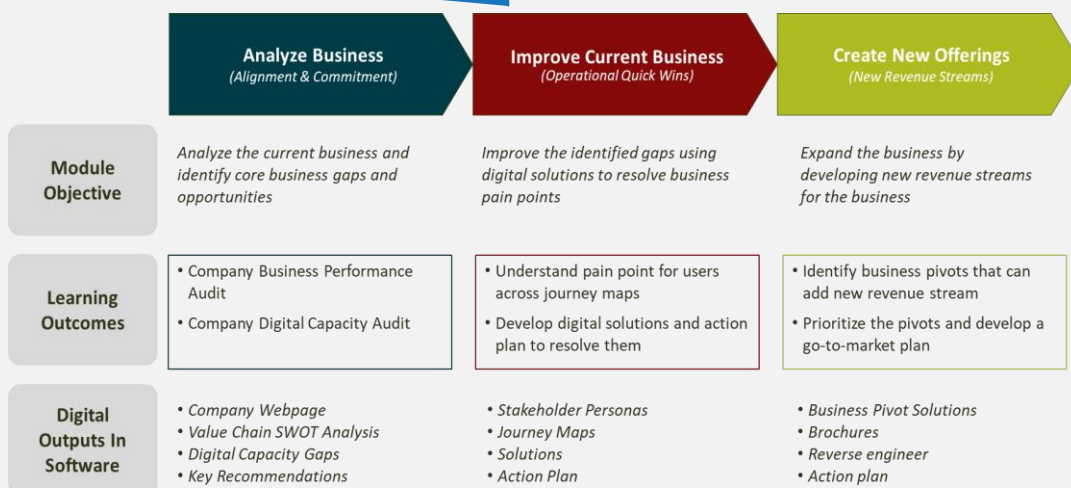 Analyze Business
(Alignment & Commitment)
Improve Current Business
(Operational Quick Wins)
Create New Offerings
(New Revenue Streams)
Module
Objective
Analyze the current business and
identify core business gaps and
opportunities
Improve the identified gaps using
digital solutions to resolve business
pain points
Expand the business by
developing new revenue streams
for the business
Learning
Outcomes
• Company Business Performance
Audit
• Company Digital Capacity Audit
• Understand pain point for users
across journey maps
• Develop digital solutions and action
plan to resolve them
• Identify business pivots that can
add new revenue stream
• Prioritize the pivots and develop a
go-to-market plan
Digital
Outputs In
Software
• Company Webpage
• Value Chain SWOT Analysis
• Digital Capacity Gaps
• Key Recommendations
• Stakeholder Personas
• Journey Maps
• Solutions
• Action Plan
• Business Pivot Solutions
• Brochures
• Reverse engineer
• Action plan